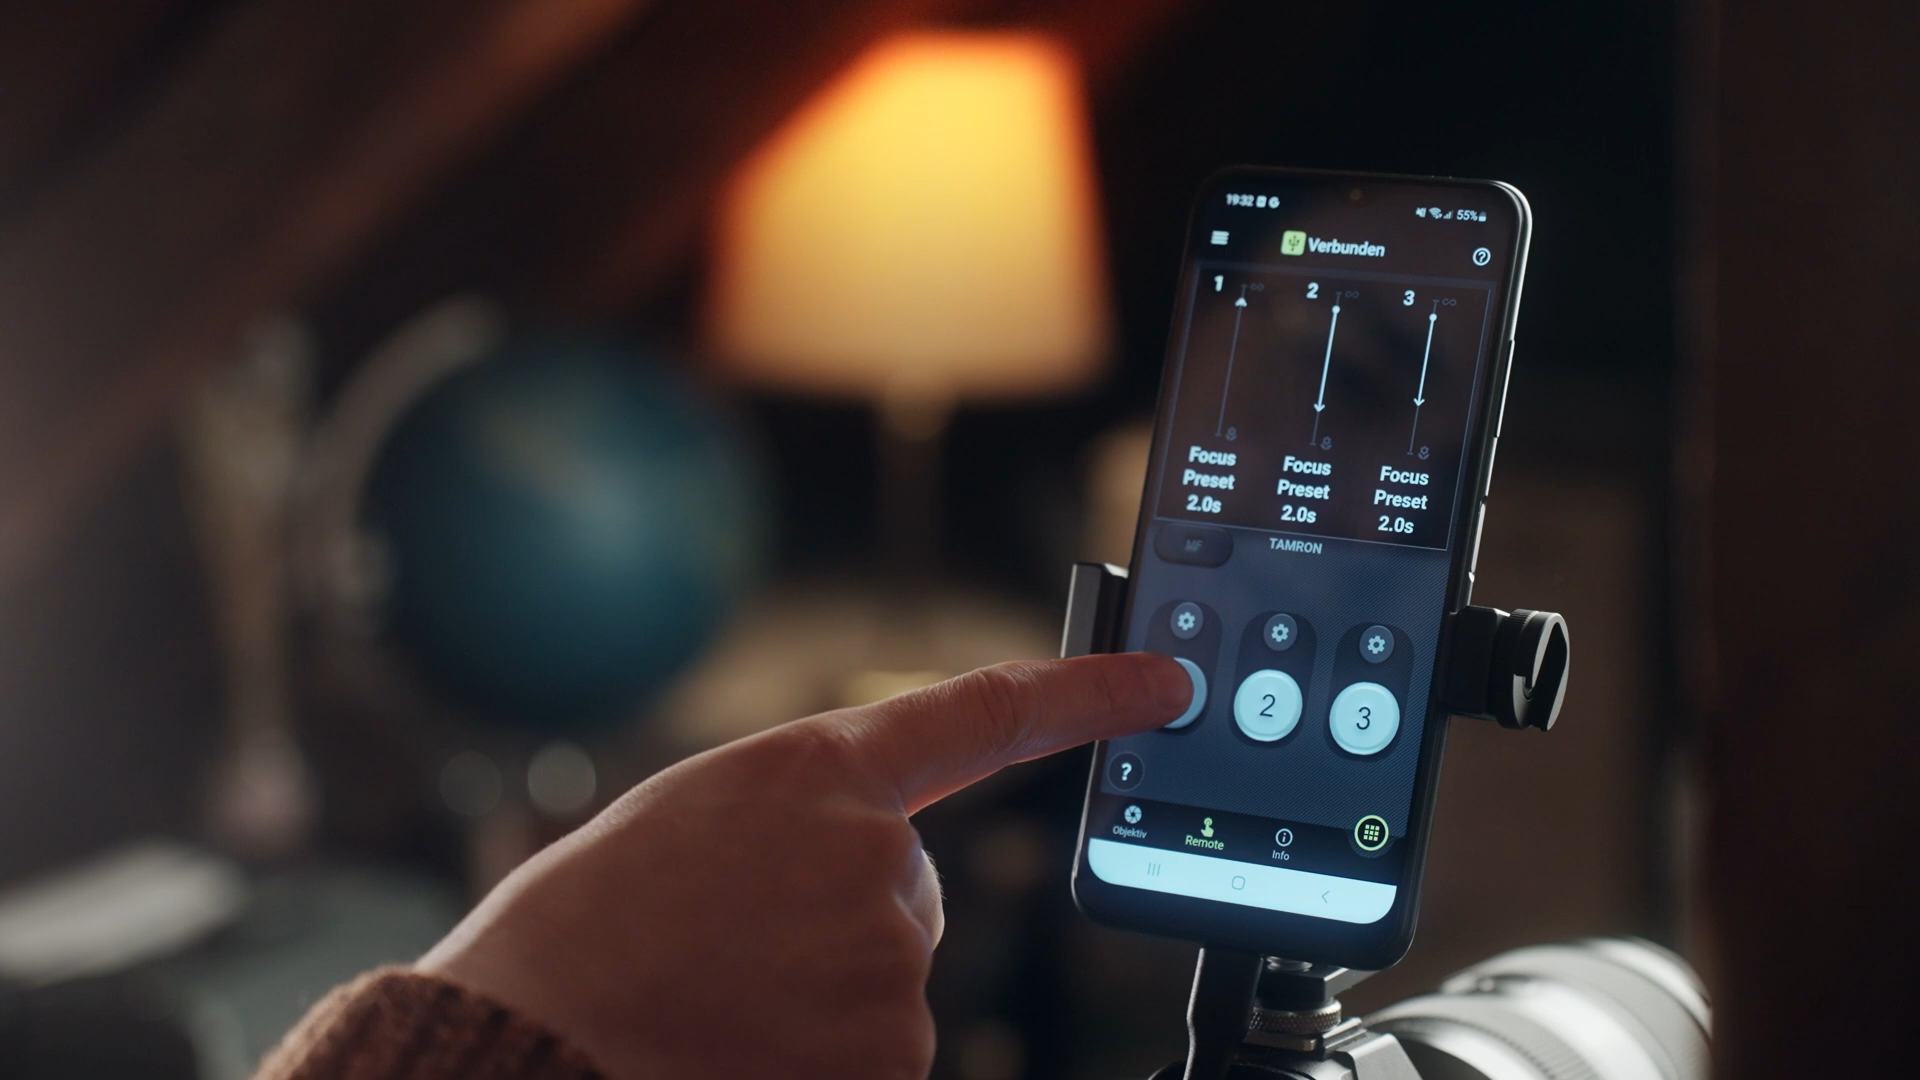 19:32
55%
Verbunden
1
2
3
Focus
Preset
2.0s
Focus
Preset
2.0s
Focus
Preset
2.0s
MF
TAMRON
2
3
?
Objektiv
Remote
Info